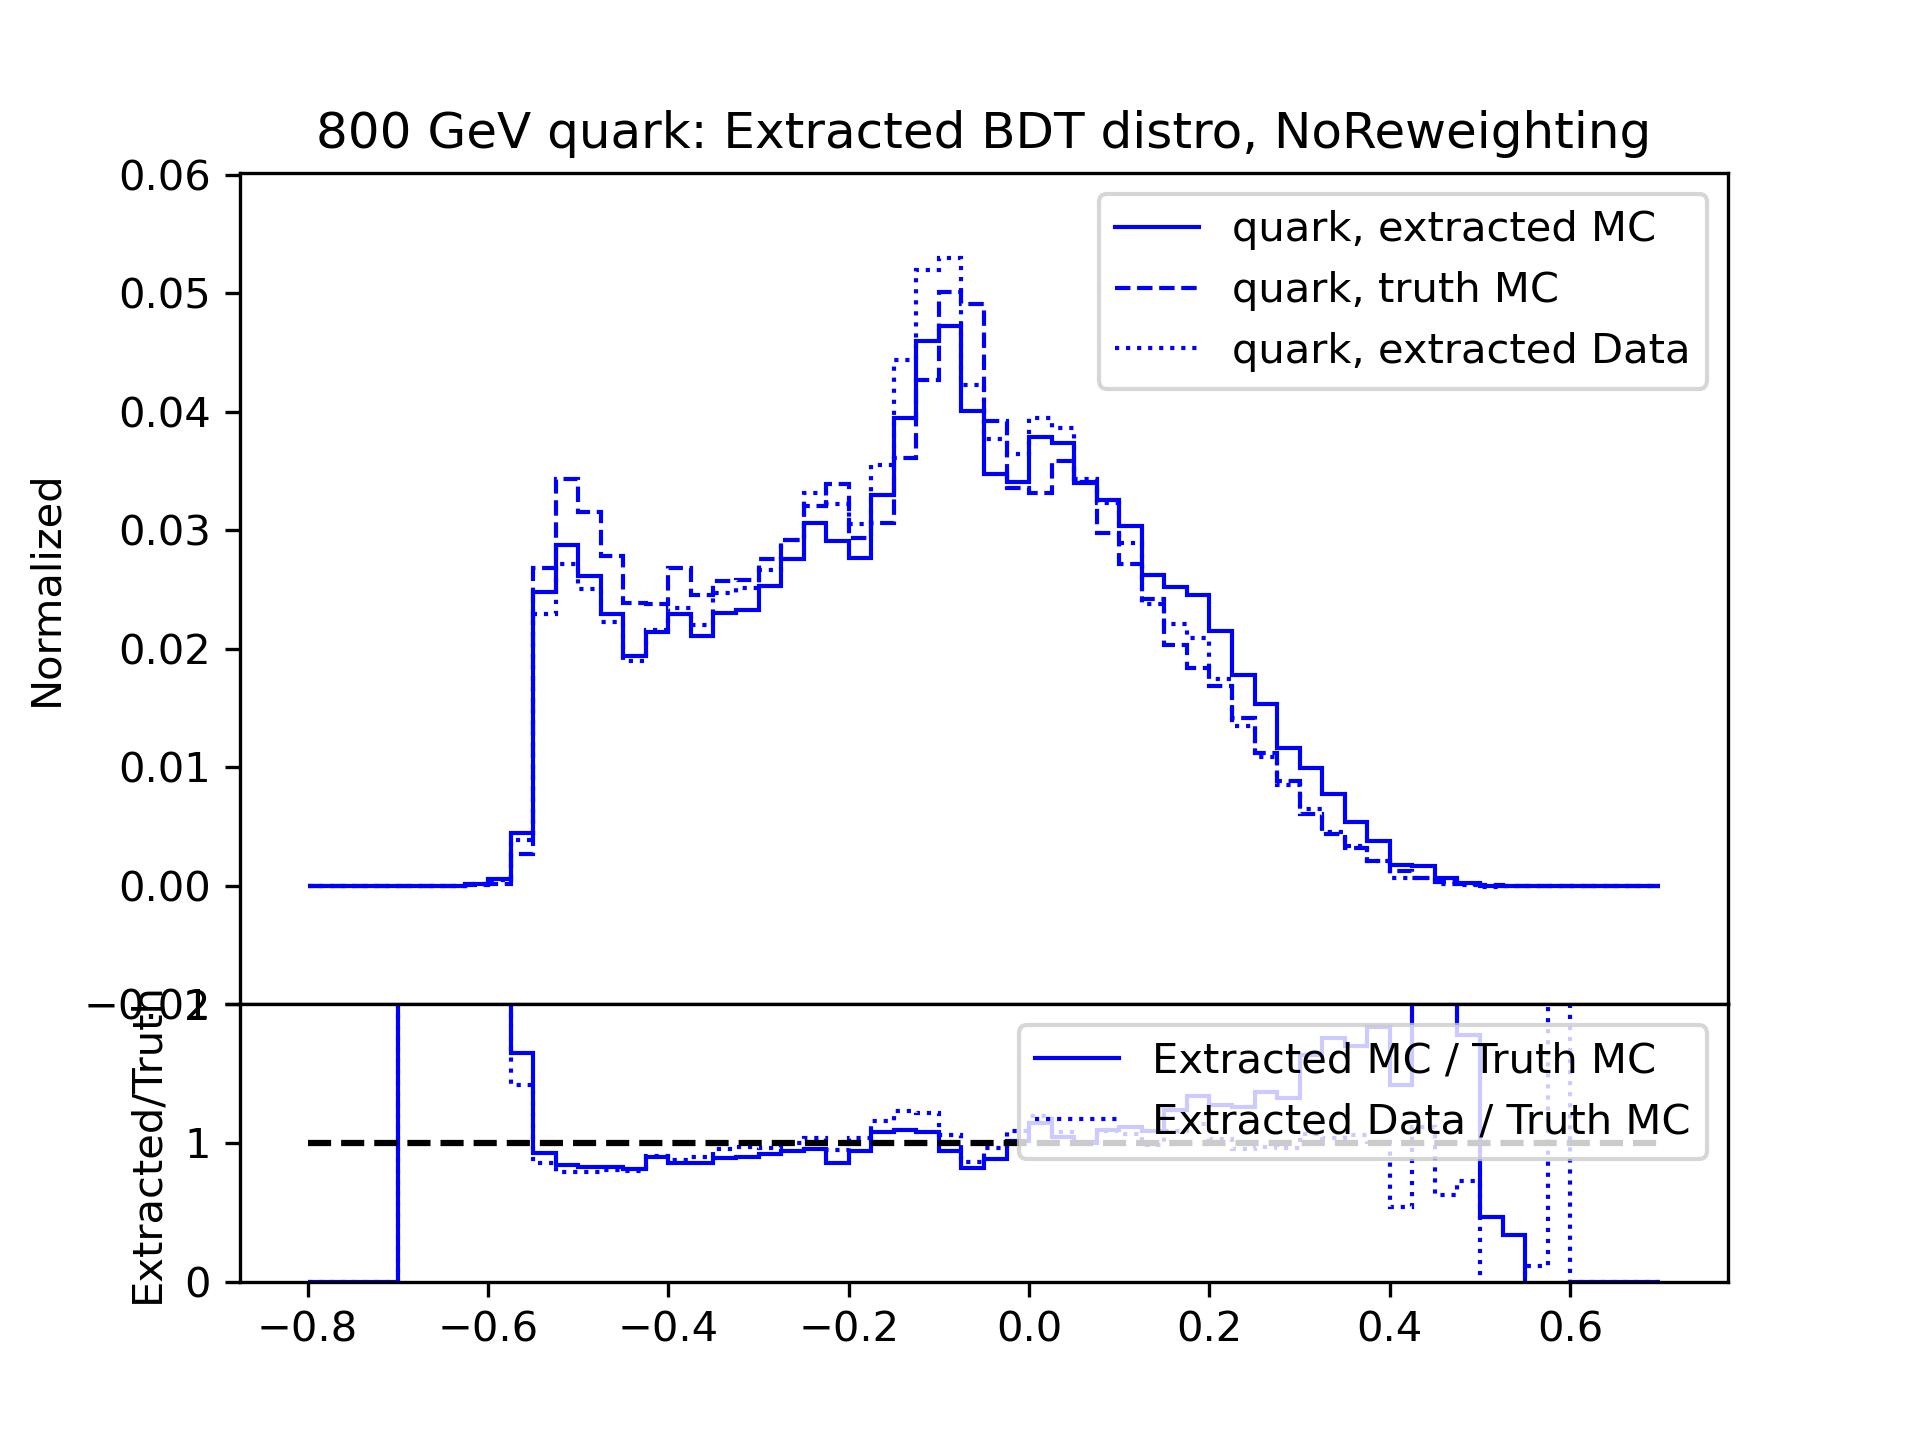 800 GeV quark: Extracted BDT distro, NoReweighting
0.06
0.05
0.04
0.03
0.02
0.01
0.00
−0.01
Normalized
quark, extracted MC
quark, truth MC
quark, extracted Data
2
1
0
Extracted/Truth
Extracted MC / Truth MC
Extracted Data / Truth MC
−0.8 −0.6 −0.4 −0.2 0.0 0.2 0.4 0.6